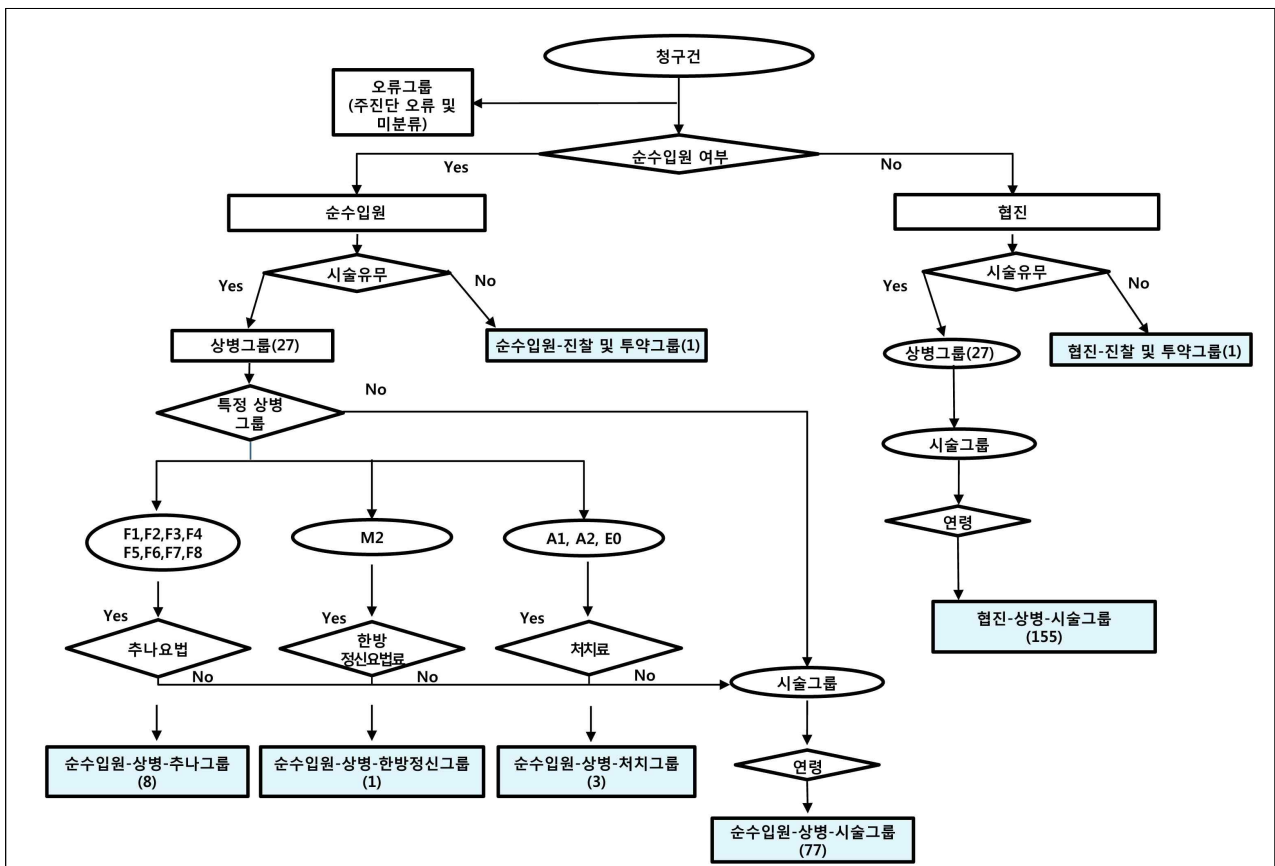 청구건
오류그룹
(주진단 오류 및
미분류)
순수입원 여부
Yes
No
순수입원
협진
시술유무
시술유무
Yes
No
Yes
No
상병그룹(27)
순수입원-진찰 및 투약그룹(1)
상병그룹(27)
협진-진찰 및 투약그룹(1)
특정 상병
그룹
No
시술그룹
F1,F2,F3,F4
F5,F6,F7,F8
M2
A1, A2, E0
연령
Yes
Yes
Yes
협진-상병-시술그룹
(155)
추나요법
한방
정신요법료
처치료
No
No
No
시술그룹
순수입원-상병-추나그룹
(8)
순수입원-상병-한방정신그룹
(1)
순수입원-상병-처치그룹
(3)
연령
순수입원-상병-시술그룹
(77)